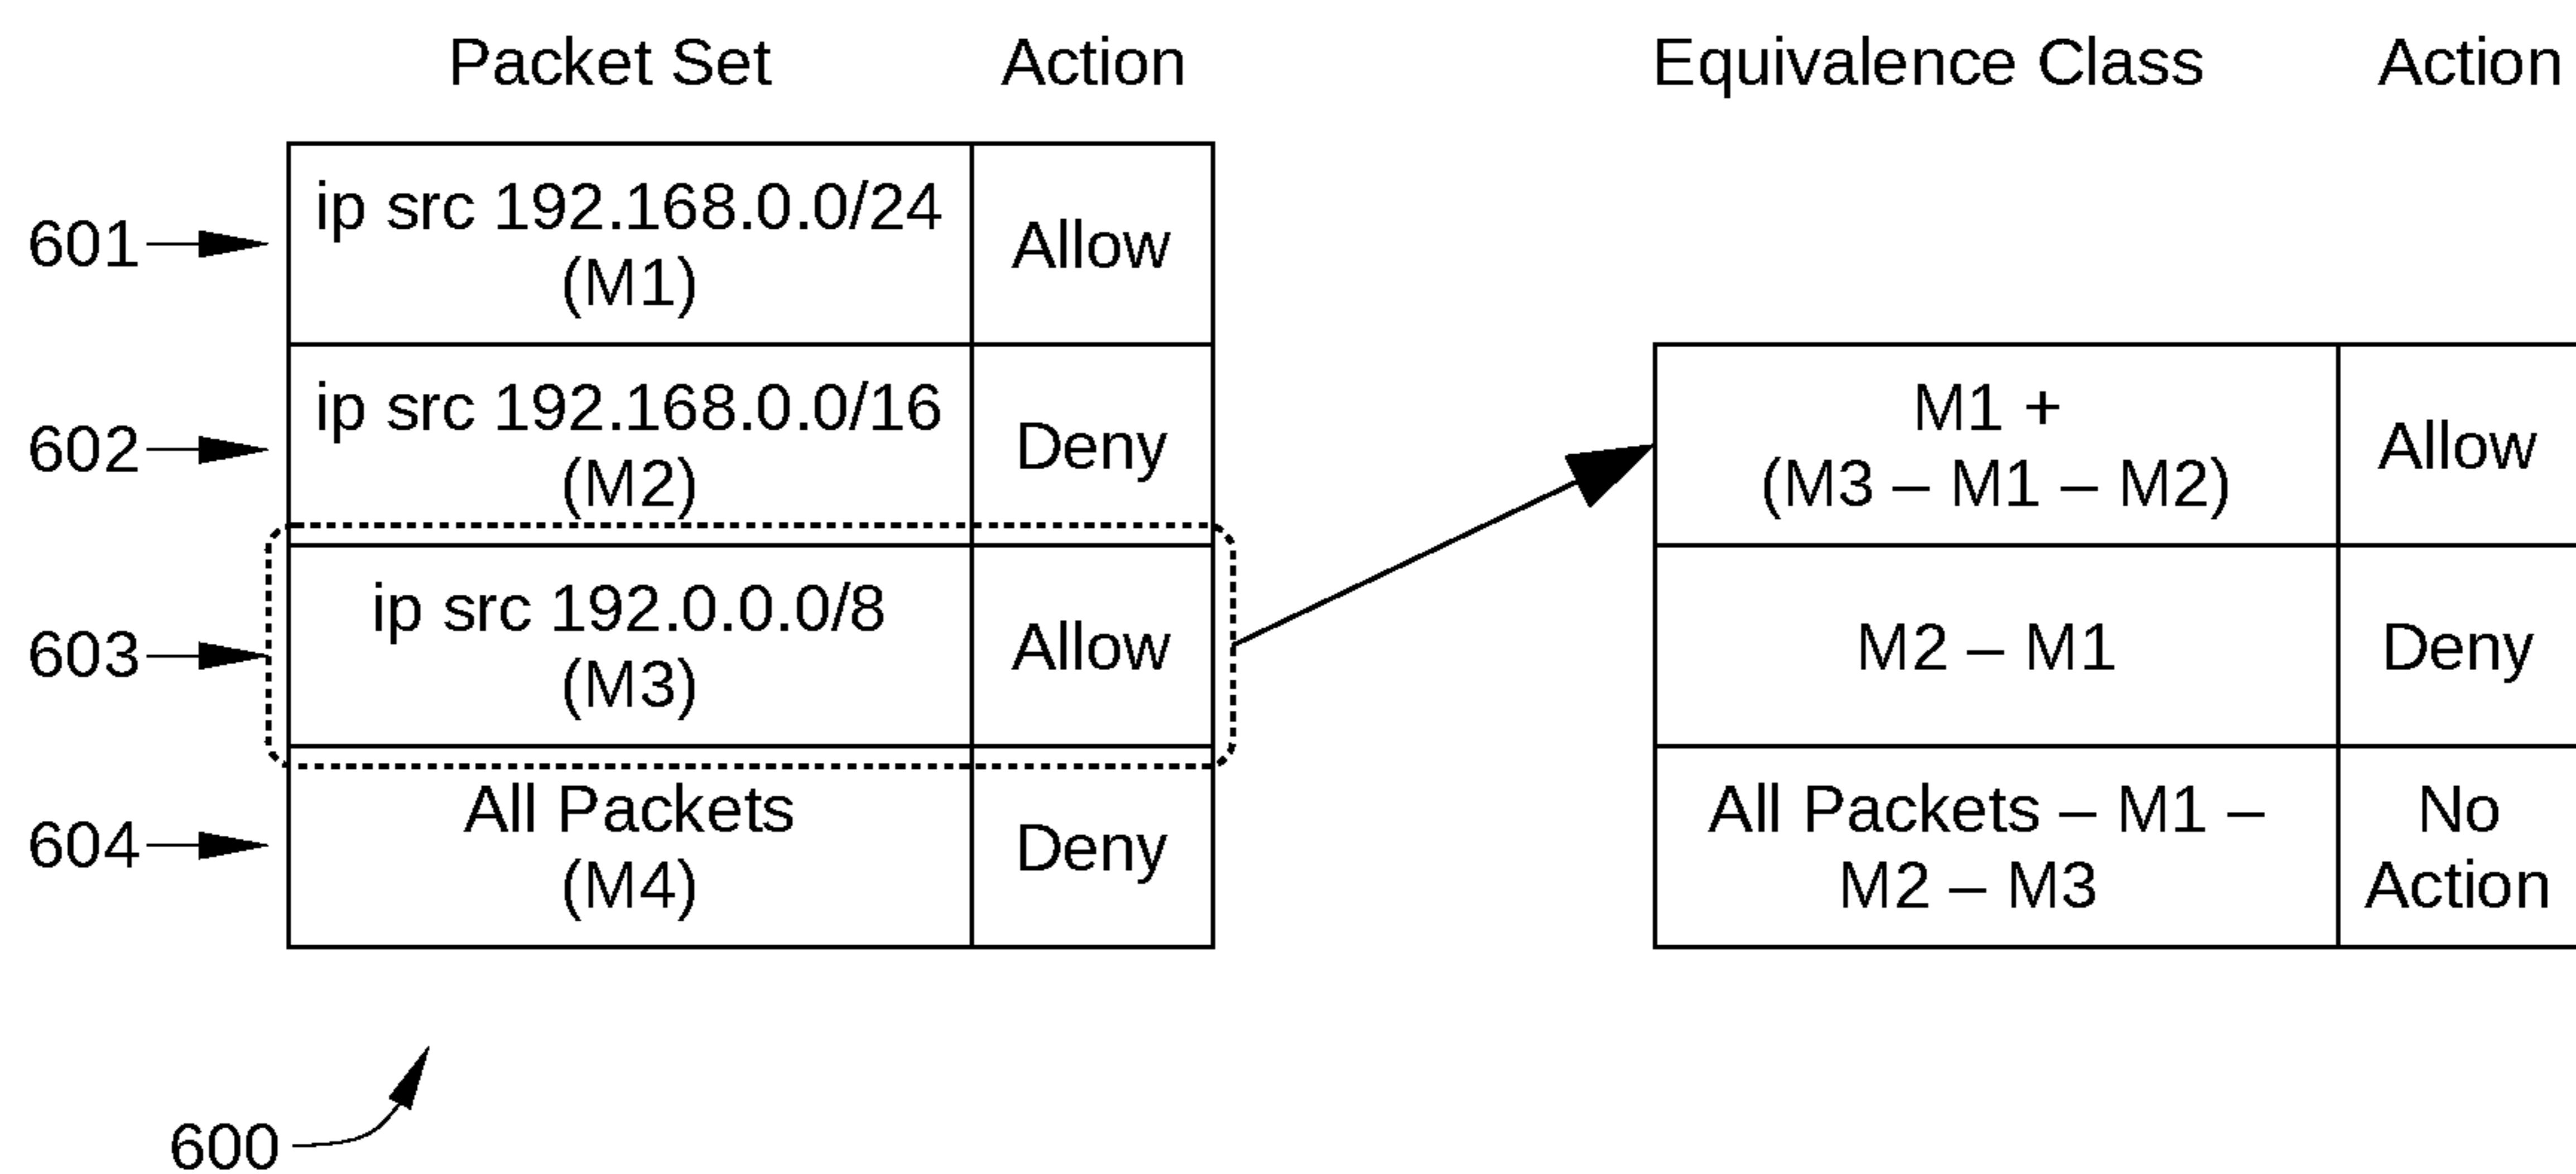 Packet Set Action
601 ip src 192.168.0.0/24
(M1) Allow
602 ip src 192.168.0.0/16
(M2) Deny
603 ip src 192.0.0.0/8
(M3) Allow
604 All Packets
(M4) Deny
600
Equivalence Class Action
M1 +
(M3 – M1 – M2) Allow
M2 – M1 Deny
All Packets – M1 –
M2 – M3
No
Action